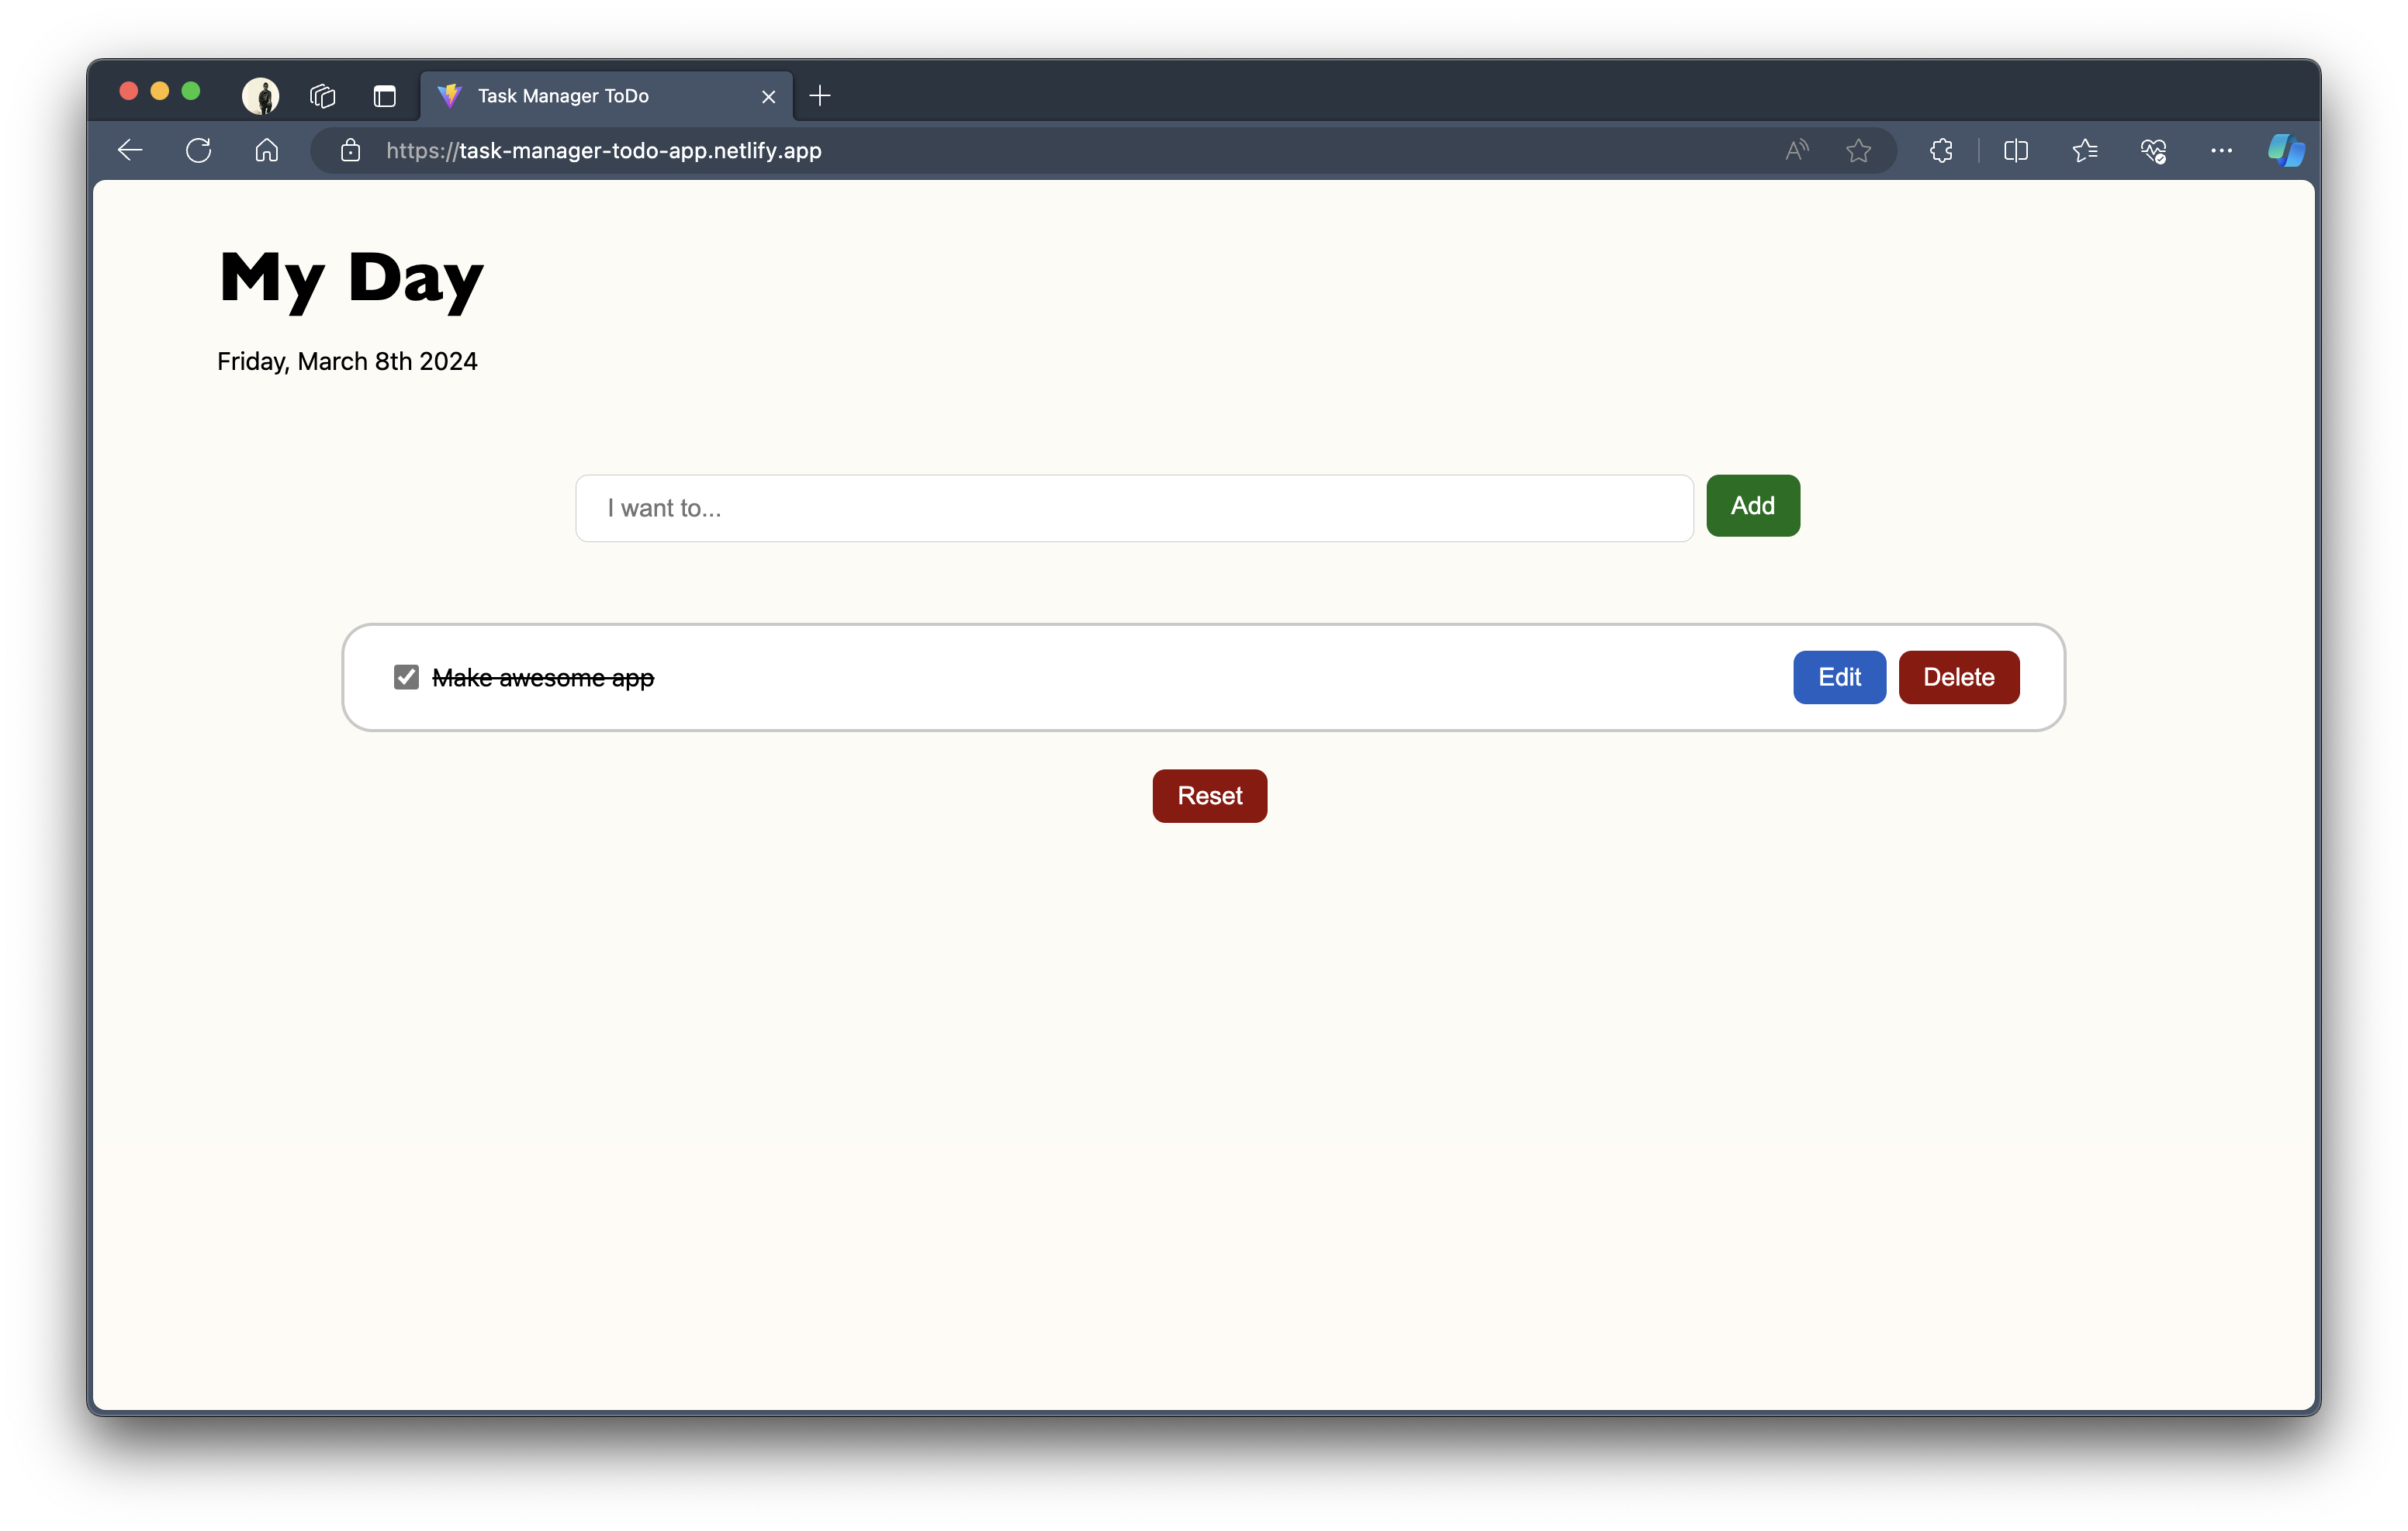 Task Manager ToDo
https://task-manager-todo-app.netlify.app
My Day
Friday, March 8th 2024
I want to...
Add
Make awesome app
Edit
Delete
Reset